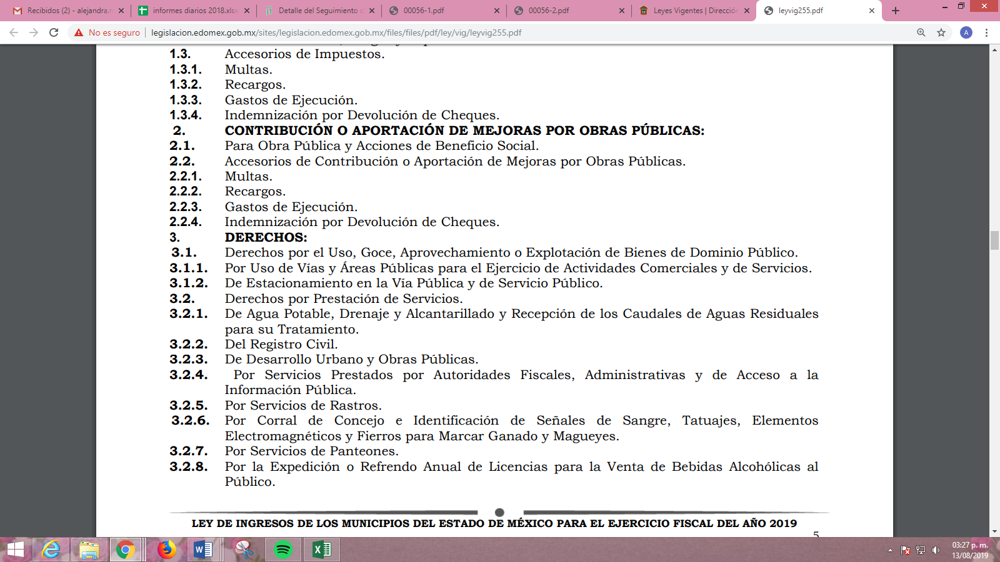 Recibidos (2) - alejandra.r
informes diarios 2018.xlsx
Detalle del Seguimiento d
00056-1.pdf
00056-2.pdf
Leyes Vigentes | Dirección
leyvig255.pdf
No es seguro
legislacion.edomex.gob.mx/sites/legislacion.edomex.gob.mx/files/files/pdf/ley/vig/leyvig255.pdf
A
1.3. Accesorios de Impuestos.
1.3.1. Multas.
1.3.2. Recargos.
1.3.3. Gastos de Ejecución.
1.3.4. Indemnización por Devolución de Cheques.
2. CONTRIBUCIÓN O APORTACIÓN DE MEJORAS POR OBRAS PÚBLICAS:
2.1. Para Obra Pública y Acciones de Beneficio Social.
2.2. Accesorios de Contribución o Aportación de Mejoras por Obras Públicas.
2.2.1. Multas.
2.2.2. Recargos.
2.2.3. Gastos de Ejecución.
2.2.4. Indemnización por Devolución de Cheques.
3. DERECHOS:
3.1. Derechos por el Uso, Goce, Aprovechamiento o Explotación de Bienes de Dominio Público.
3.1.1. Por Uso de Vías y Áreas Públicas para el Ejercicio de Actividades Comerciales y de Servicios.
3.1.2. De Estacionamiento en la Vía Pública y de Servicio Público.
3.2. Derechos por Prestación de Servicios.
3.2.1. De Agua Potable, Drenaje y Alcantarillado y Recepción de los Caudales de Aguas Residuales
para su Tratamiento.
3.2.2. Del Registro Civil.
3.2.3. De Desarrollo Urbano y Obras Públicas.
3.2.4. Por Servicios Prestados por Autoridades Fiscales, Administrativas y de Acceso a la
Información Pública.
3.2.5. Por Servicios de Rastros.
3.2.6. Por Corral de Concejo e Identificación de Señales de Sangre, Tatuajes, Elementos
Electromagnéticos y Fierros para Marcar Ganado y Magueyes.
3.2.7. Por Servicios de Panteones.
3.2.8. Por la Expedición o Refrendo Anual de Licencias para la Venta de Bebidas Alcohólicas al
Público.
LEY DE INGRESOS DE LOS MUNICIPIOS DEL ESTADO DE MÉXICO PARA EL EJERCICIO FISCAL DEL AÑO 2019
5
03:27 p. m.
13/08/2019